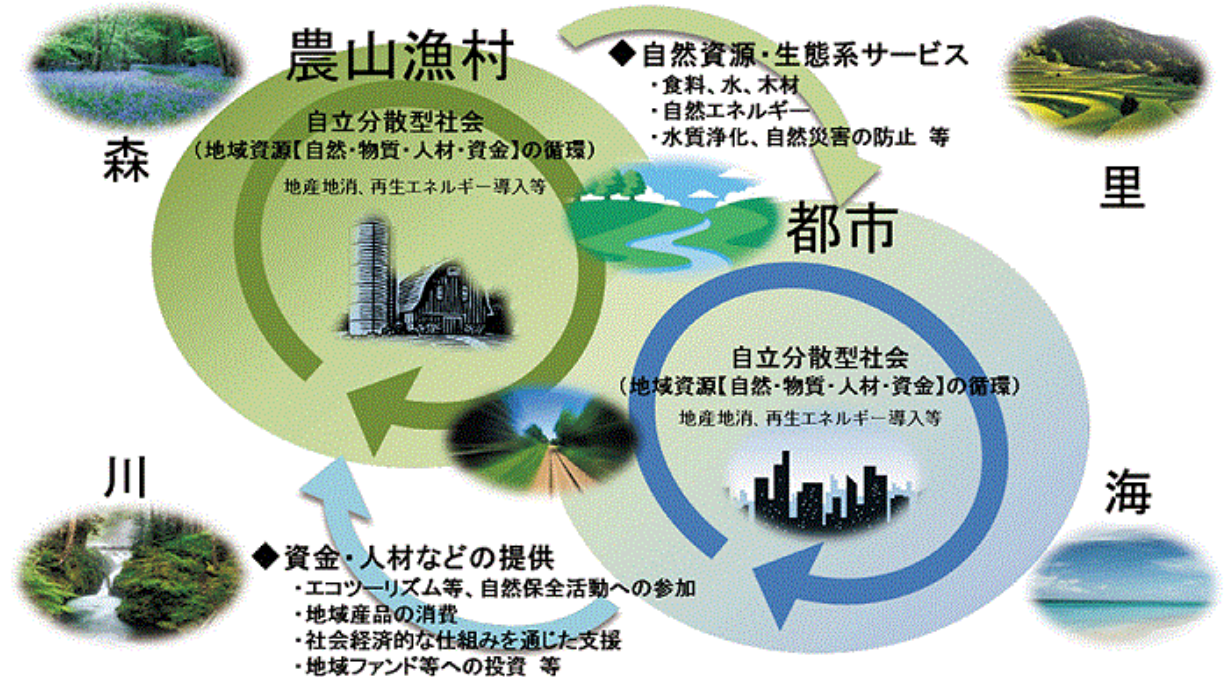 農山漁村
◆自然資源・生態系サービス
・食料、水、木材
・自然エネルギー
・水質浄化、自然災害の防止 等
自立分散型社会
(地域資源【自然・物質・人材・資金】の循環)
地産地消、再生エネルギー導入等
森
里
都市
自立分散型社会
(地域資源【自然・物質・人材・資金】の循環)
地産地消、再生エネルギー導入等
川
海
◆資金・人材などの提供
・エコツーリズム等、自然保全活動への参加
・地域産品の消費
・社会経済的な仕組みを通じた支援
・地域ファンド等への投資 等